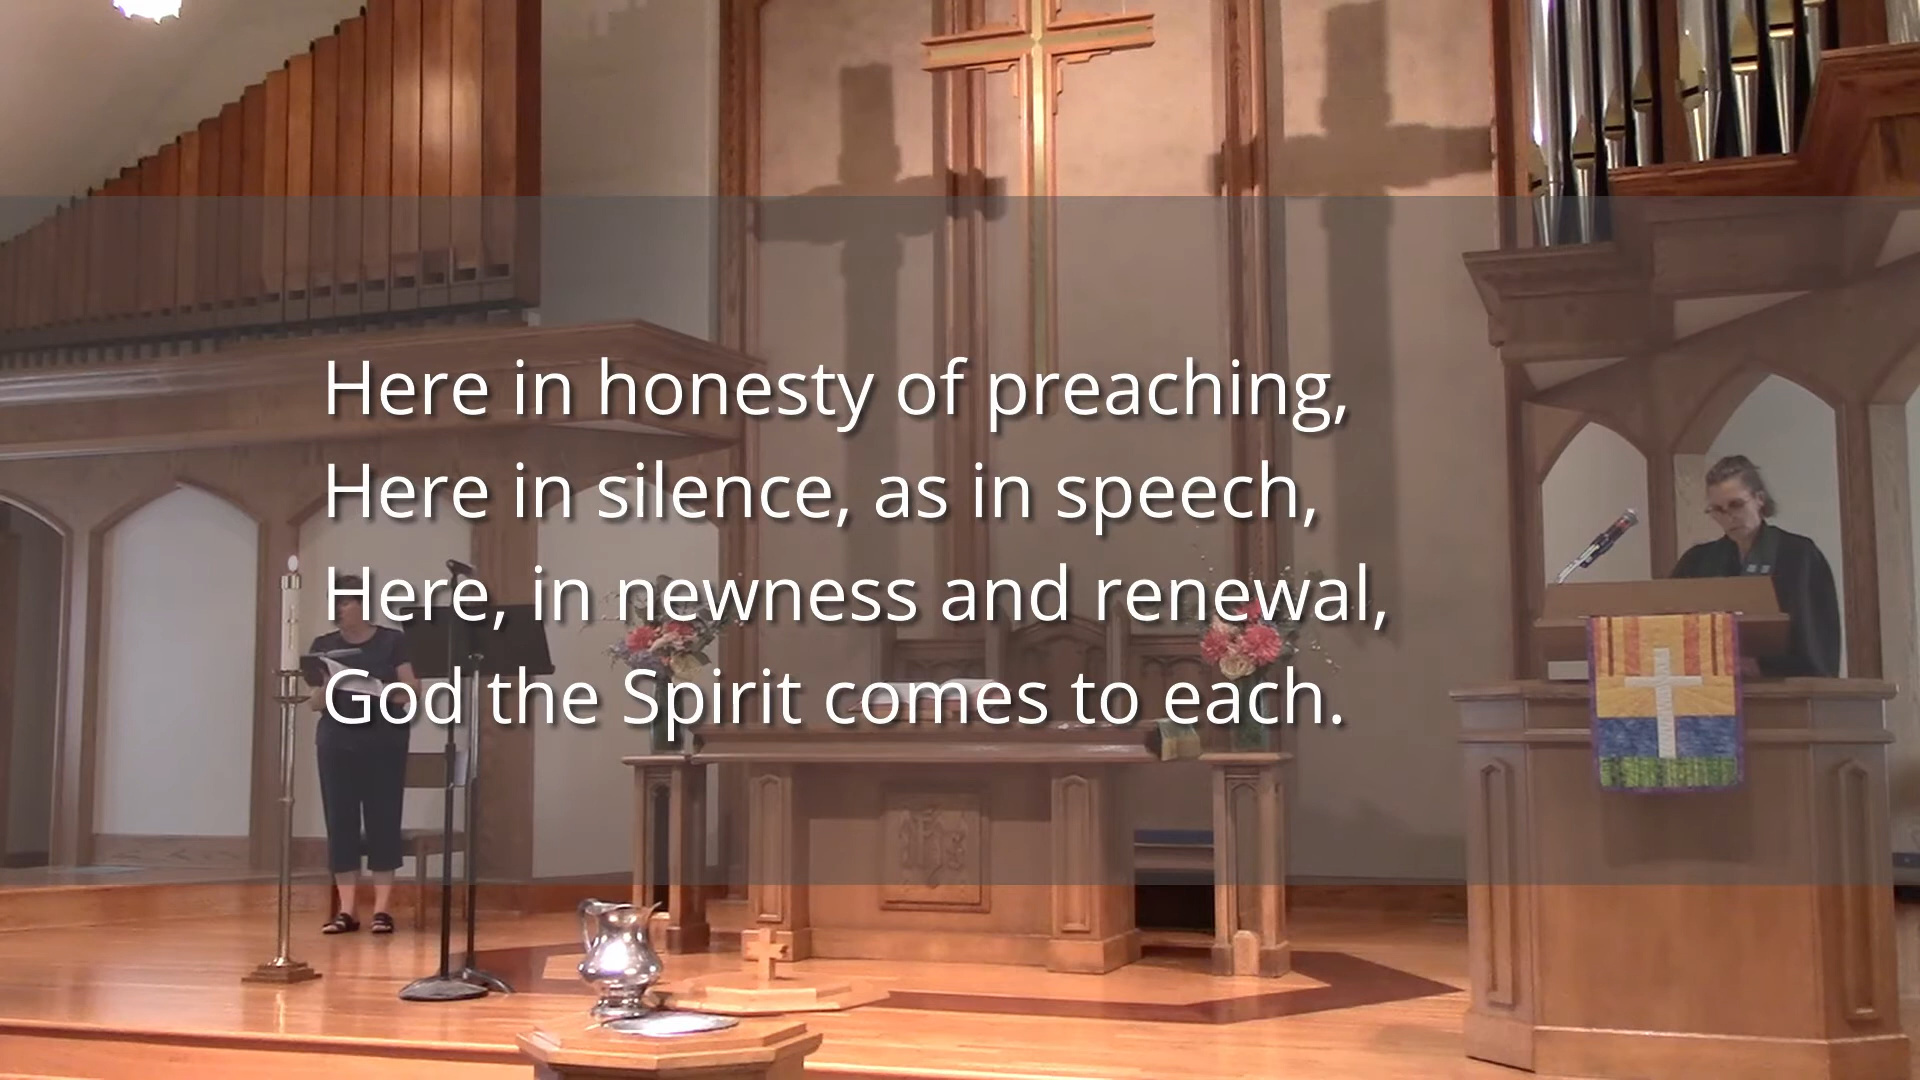 Here in honesty of preaching,
Here in silence, as in speech,
Here, in newness and renewal,
God the Spirit comes to each.